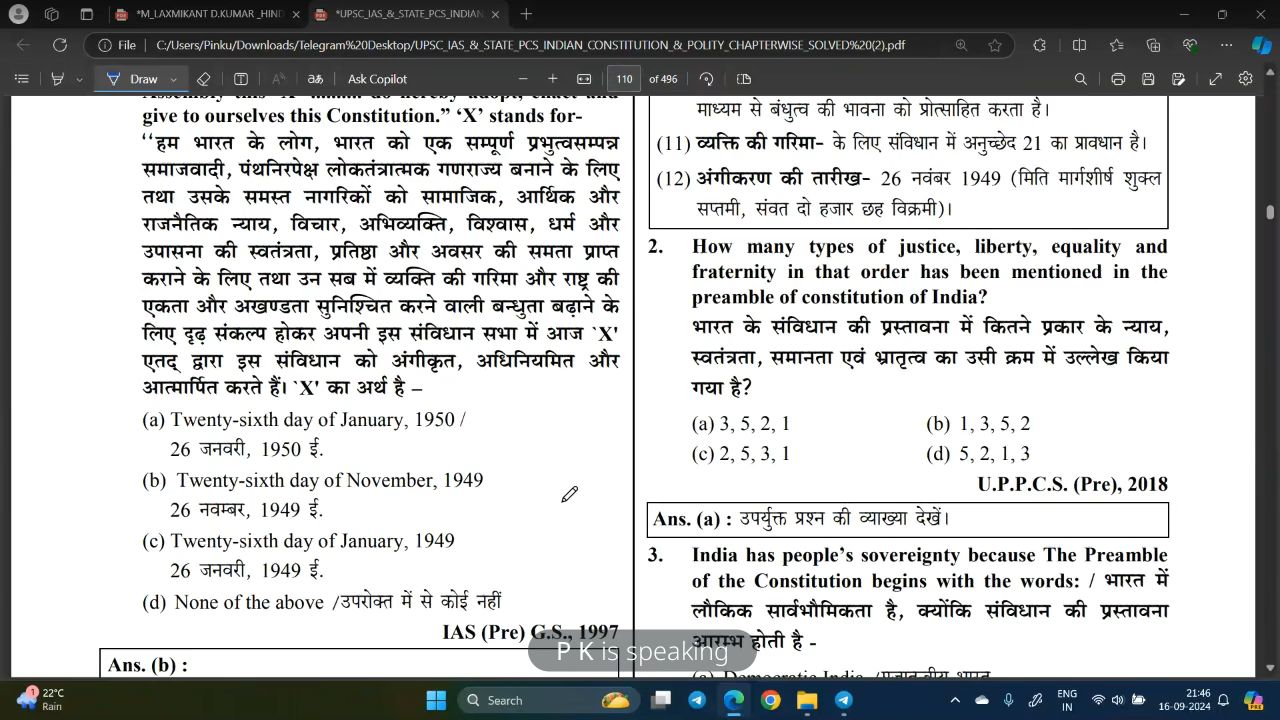 *M_LAXMIKANT D.KUMAR _HIND
*UPSC_IAS_&_STATE_PCS_INDIAN
File
C:/Users/Pinku/Downloads/Telegram%20Desktop/UPSC_IAS_&_STATE_PCS_INDIAN_CONSTITUTION_&_POLITY_CHAPTERWISE_SOLVED%20(2).pdf
Draw
Ask Copilot
110 of 496
give to ourselves this Constitution.” ‘X’ stands for-
‘‘हम भारत के लोग, भारत को एक सम्पूर्ण प्रभुत्वसम्पन्न
समाजवादी, पंथनिरपेक्ष लोकतंत्रात्मक गणराज्य बनाने के लिए
तथा उसके समस्त नागरिकों को सामाजिक, आर्थिक और
राजनैतिक न्याय, विचार, अभिव्यक्ति, विश्वास, धर्म और
उपासना की स्वतंत्रता, प्रतिष्ठा और अवसर की समता प्राप्त
कराने के लिए तथा उन सब में व्यक्ति की गरिमा और राष्ट्र की
एकता और अखण्डता सुनिश्चित करने वाली बन्धुता बढ़ाने के
लिए दृढ़ संकल्प होकर अपनी इस संविधान सभा में आज `X'
एतद् द्वारा इस संविधान को अंगीकृत, अधिनियमित और
आत्मार्पित करते हैं। `X' का अर्थ है –
(a) Twenty-sixth day of January, 1950 /
26 जनवरी, 1950 ई.
(b) Twenty-sixth day of November, 1949
26 नवम्बर, 1949 ई.
(c) Twenty-sixth day of January, 1949
26 जनवरी, 1949 ई.
(d) None of the above /उपरोक्त में से कोई नहीं
IAS (Pre) G.S., 1997
Ans. (b) :
माध्यम से बंधुत्व की भावना को प्रोत्साहित करता है।
(11) व्यक्ति की गरिमा- के लिए संविधान में अनुच्छेद 21 का प्रावधान है।
(12) अंगीकरण की तारीख- 26 नवंबर 1949 (मिति मार्गशीर्ष शुक्ल
सप्तमी, संवत दो हजार छह विक्रमी)।
2. How many types of justice, liberty, equality and
fraternity in that order has been mentioned in the
preamble of constitution of India?
भारत के संविधान की प्रस्तावना में कितने प्रकार के न्याय,
स्वतंत्रता, समानता एवं भ्रातृत्व का उसी क्रम में उल्लेख किया
गया है?
(a) 3, 5, 2, 1 (b) 1, 3, 5, 2
(c) 2, 5, 3, 1 (d) 5, 2, 1, 3
U.P.P.C.S. (Pre), 2018
Ans. (a) : उपर्युक्त प्रश्न की व्याख्या देखें।
3. India has people’s sovereignty because The Preamble
of the Constitution begins with the words: / भारत में
लौकिक सार्वभौमिकता है, क्योंकि संविधान की प्रस्तावना
आरम्भ होती है -
P K is speaking
1
22°C
Rain
Search
ENG
IN
21:46
16-09-2024